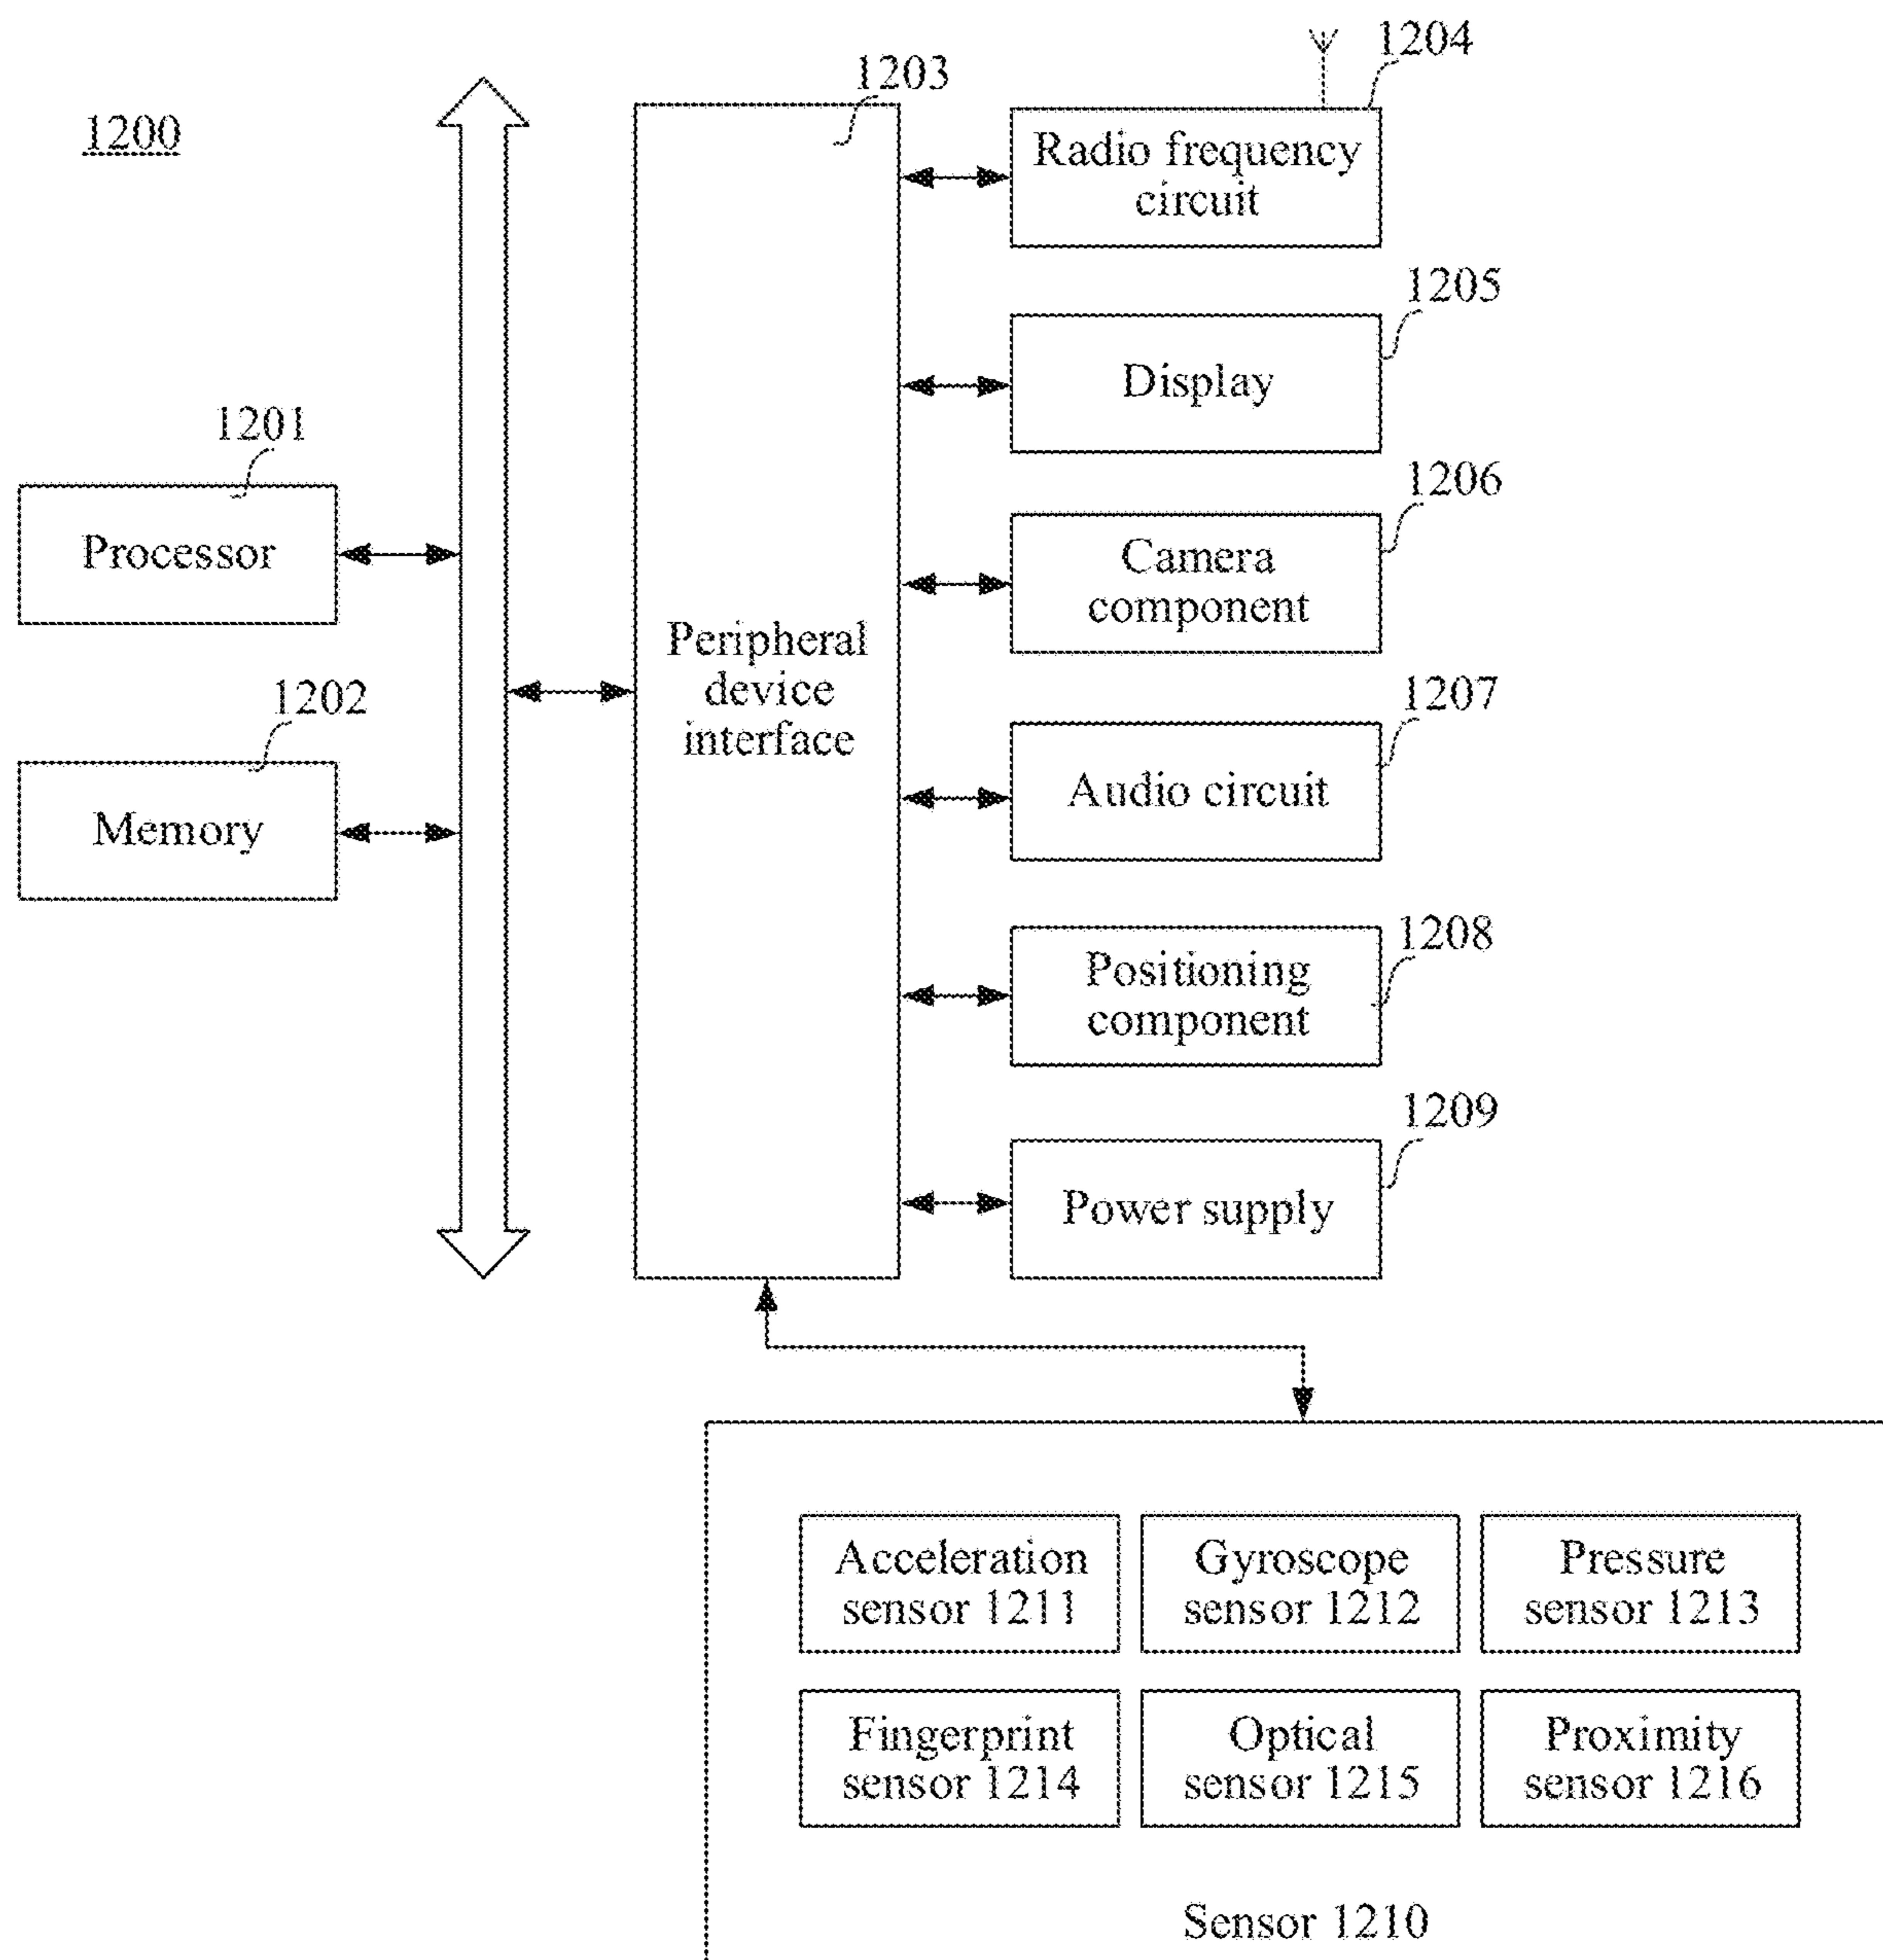 1200
1203
1204
Radio frequency
circuit
1205
Display
1201
Processor
1206
Camera
component
Peripheral
device
interface
1202
Memory
1207
Audio circuit
1208
Positioning
component
1209
Power supply
Acceleration
sensor 1211
Gyroscope
sensor 1212
Pressure
sensor 1213
Fingerprint
sensor 1214
Optical
sensor 1215
Proximity
sensor 1216
Sensor 1210